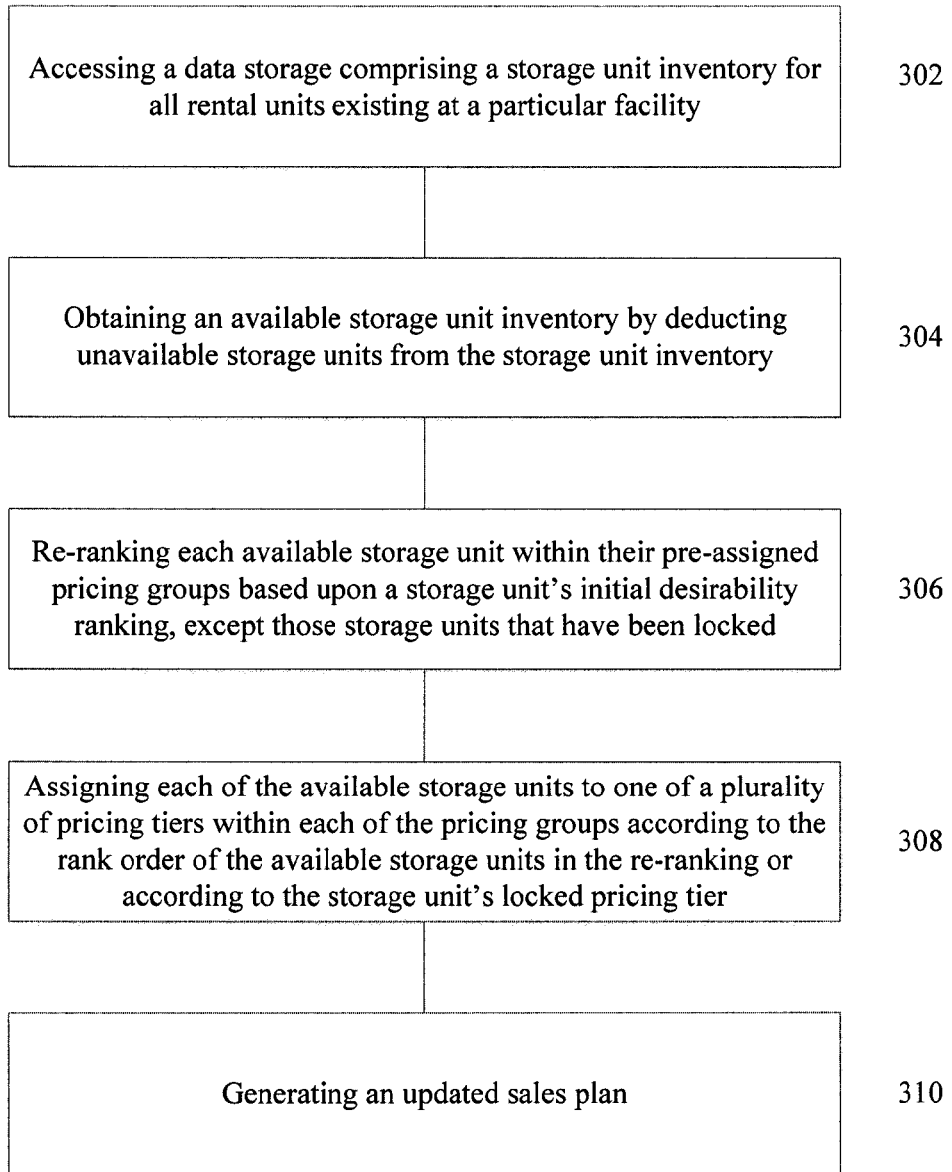 Accessing a data storage comprising a storage unit inventory for
all rental units existing at a particular facility
302
Obtaining an available storage unit inventory by deducting
unavailable storage units from the storage unit inventory
304
Re-ranking each available storage unit within their pre-assigned
pricing groups based upon a storage unit’s initial desirability
ranking, except those storage units that have been locked
306
Assigning each of the available storage units to one of a plurality
of pricing tiers within each of the pricing groups according to the
rank order of the available storage units in the re-ranking or
according to the storage unit’s locked pricing tier
308
Generating an updated sales plan
310